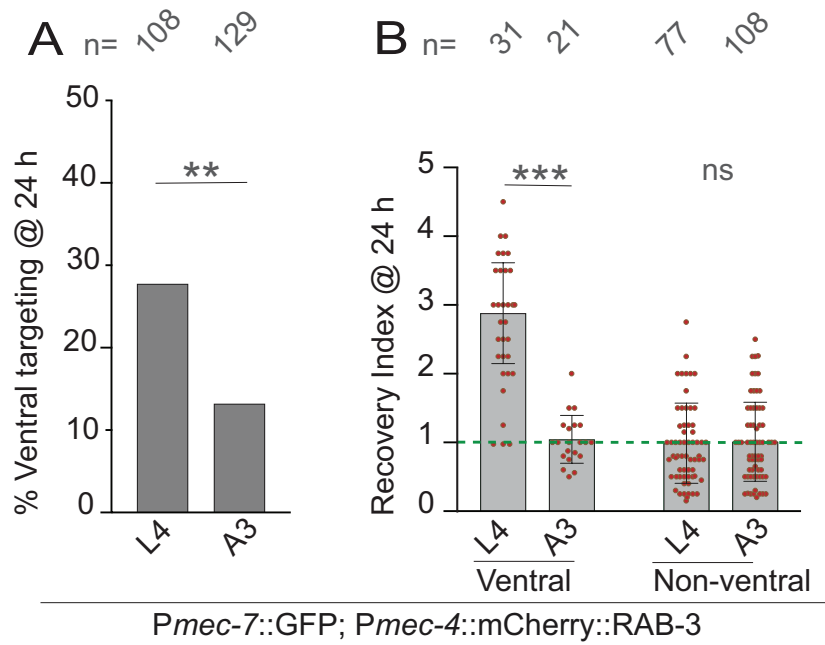 A n= 108 129
% Ventral targeting @ 24 h
50
40
30
20
10
0
**
L4 A3
B n= 31 21 77 108
Recovery Index @ 24 h
5
4
3
2
1
0
*** ns
L4 A3 L4 A3
Ventral Non-ventral
Pmec-7::GFP; Pmec-4::mCherry::RAB-3